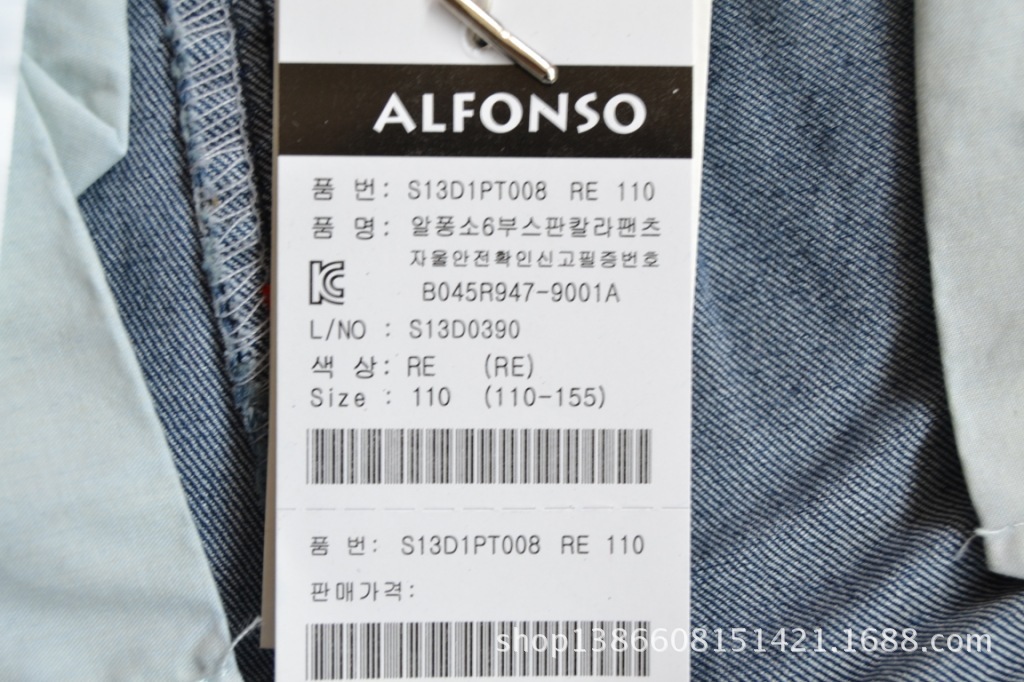 ALFONSO
품 번: S13D1PT008 RE 110
품 명: 알퐁소6부스판칼라팬츠
자율안전확인신고필증번호
B045R947-9001A
L/NO : S13D0390
색 상: RE (RE)
Size : 110 (110-155)
품 번: S13D1PT008 RE 110
판매가격:
shop1386608151421.1688.com